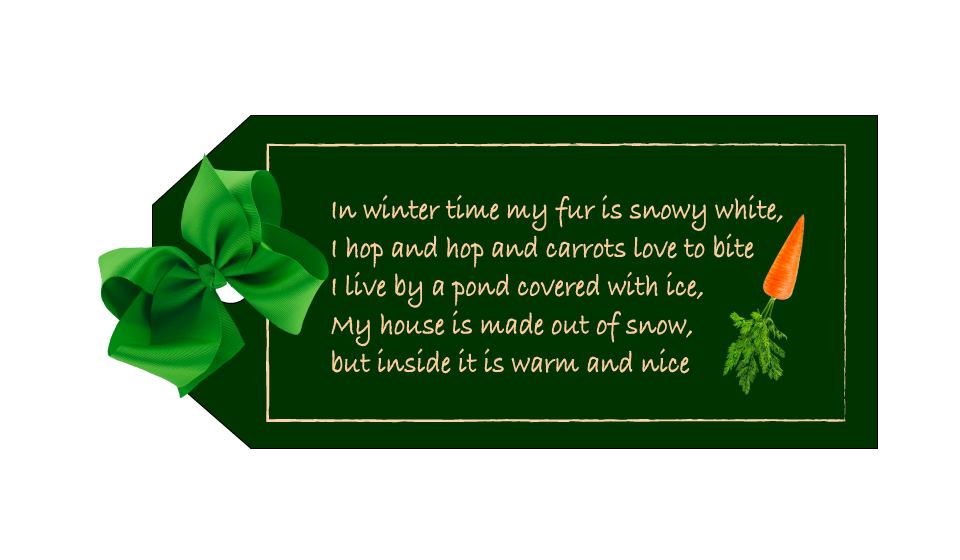 In winter time my fur is snowy white,
I hop and hop and carrots love to bite
I live by a pond covered with ice,
My house is made out of snow,
but inside it is warm and nice